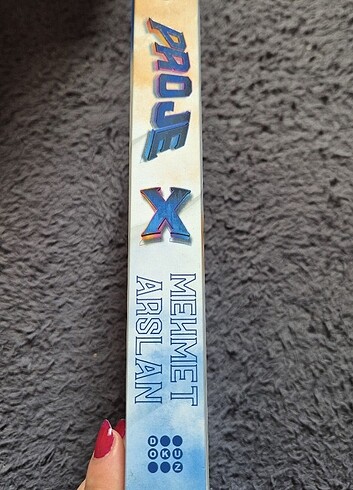 PROJE
X
MEHMET
ARSLAN
DOKUZ